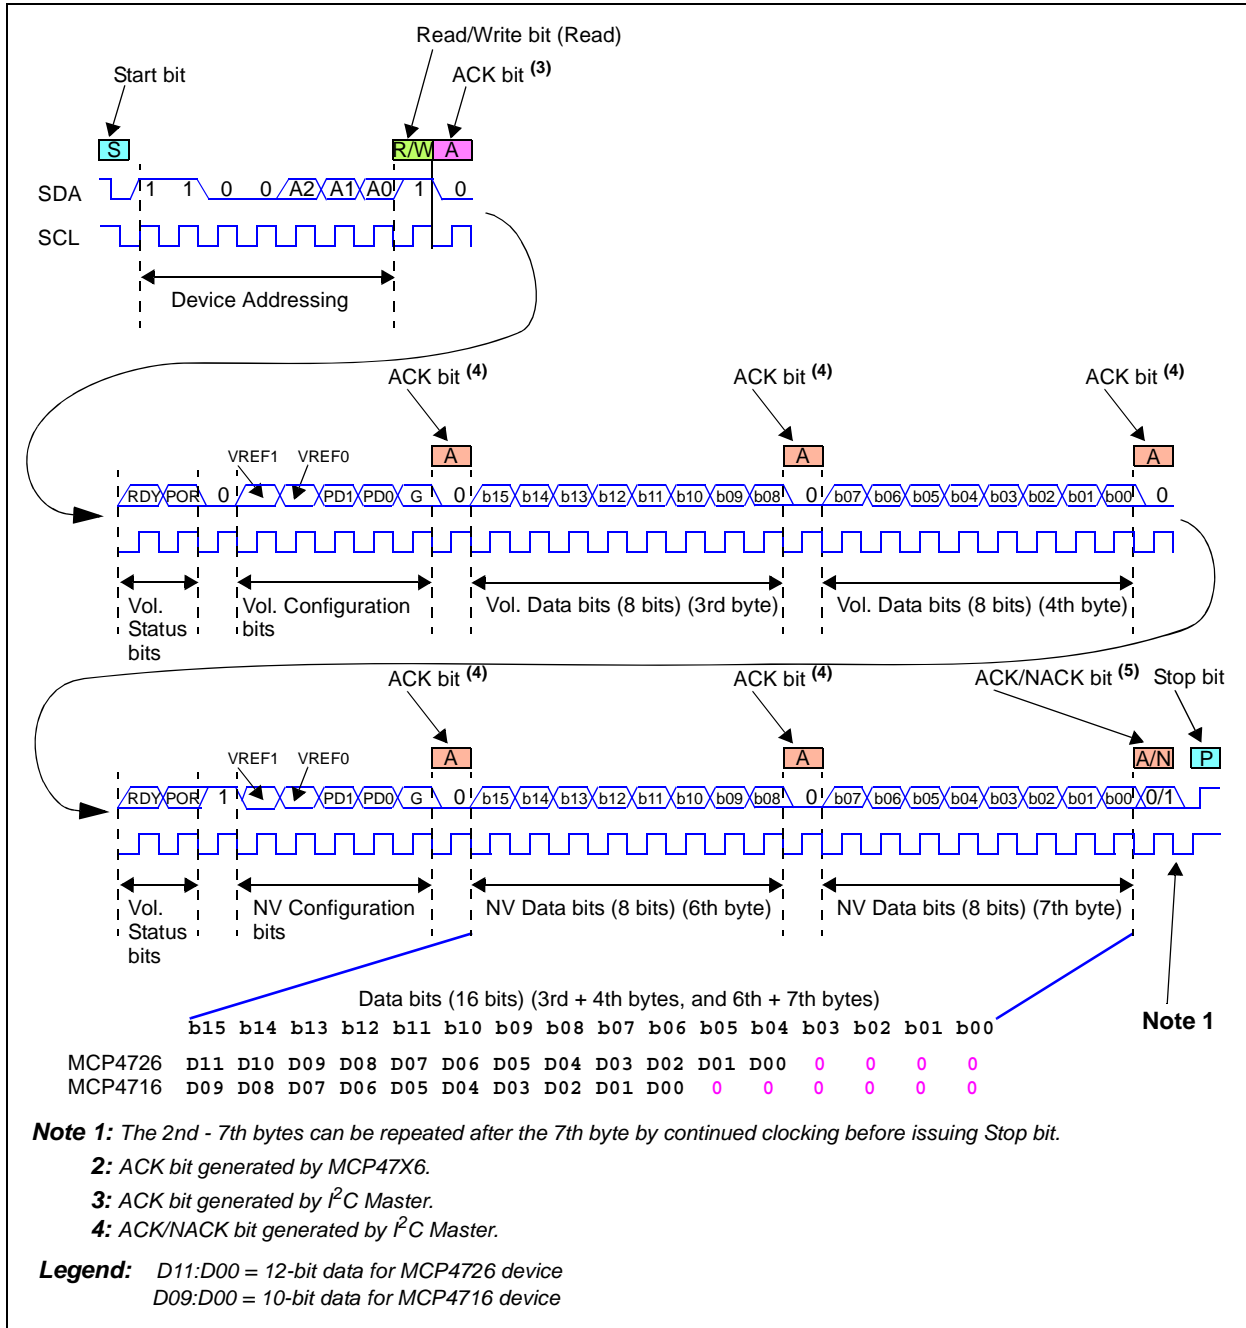 Read/Write bit (Read)
Start bit
ACK bit (3)
S
R/W A
SDA 1 1 0 0 A2 A1 A0 1 0
SCL
Device Addressing
ACK bit (4) ACK bit (4) ACK bit (4)
A A A
VREF1 VREF0
RDY POR 0 PD1 PD0 G 0 b15 b14 b13 b12 b11 b10 b09 b08 0 b07 b06 b05 b04 b03 b02 b01 b00 0
Vol. Status bits
Vol. Configuration bits
Vol. Data bits (8 bits) (3rd byte)
Vol. Data bits (8 bits) (4th byte)
ACK bit (4) ACK bit (4) ACK/NACK bit (5) Stop bit
A A A/N P
VREF1 VREF0
RDY POR 1 PD1 PD0 G 0 b15 b14 b13 b12 b11 b10 b09 b08 0 b07 b06 b05 b04 b03 b02 b01 b00 0/1
Vol. Status bits
NV Configuration bits
NV Data bits (8 bits) (6th byte)
NV Data bits (8 bits) (7th byte)
Data bits (16 bits) (3rd + 4th bytes, and 6th + 7th bytes)
Note 1
b15 b14 b13 b12 b11 b10 b09 b08 b07 b06 b05 b04 b03 b02 b01 b00
MCP4726 D11 D10 D09 D08 D07 D06 D05 D04 D03 D02 D01 D00 0 0 0 0
MCP4716 D09 D08 D07 D06 D05 D04 D03 D02 D01 D00 0 0 0 0 0 0
Note 1: The 2nd - 7th bytes can be repeated after the 7th byte by continued clocking before issuing Stop bit.
2: ACK bit generated by MCP47X6.
3: ACK bit generated by I2C Master.
4: ACK/NACK bit generated by I2C Master.
Legend: D11:D00 = 12-bit data for MCP4726 device
D09:D00 = 10-bit data for MCP4716 device